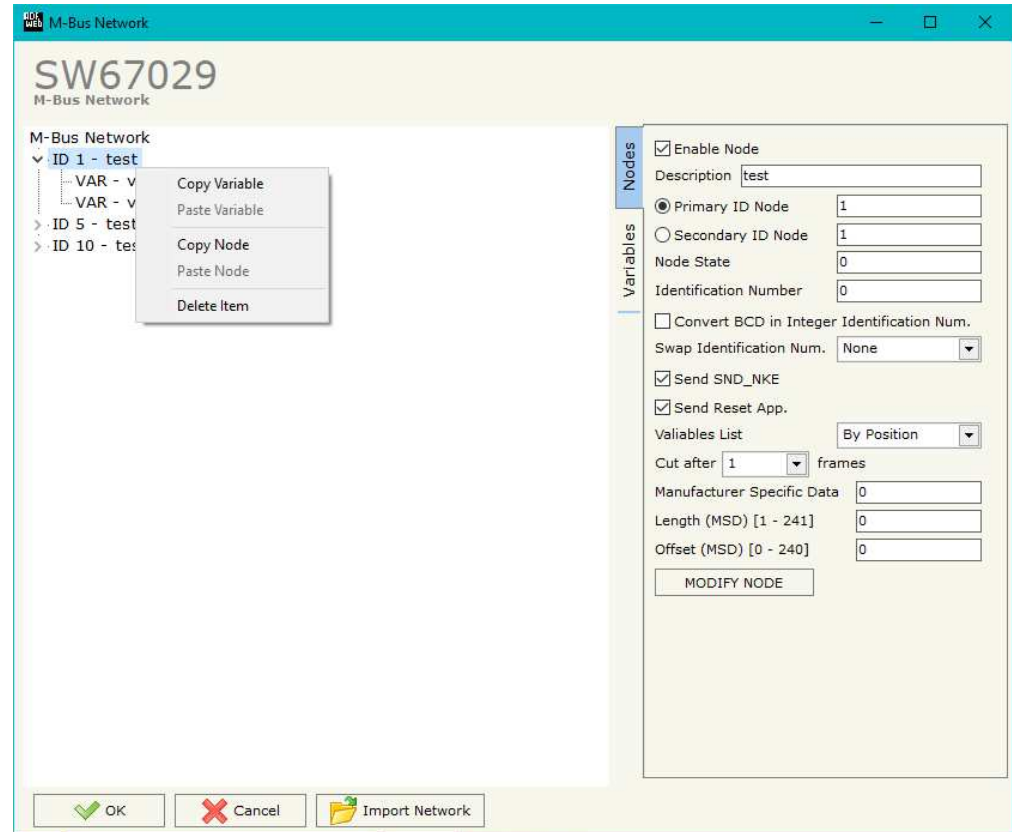 ADF
WEB
M-Bus Network
SW67029
M-Bus Network
M-Bus Network
ID 1 - test
VAR - v
VAR - v
ID 5 - test
ID 10 - tes
Copy Variable
Paste Variable
Copy Node
Paste Node
Delete Item
Nodes
Variables
Enable Node
Description test
Primary ID Node 1
Secondary ID Node 1
Node State 0
Identification Number 0
Convert BCD in Integer Identification Num.
Swap Identification Num. None
Send SND_NKE
Send Reset App.
Valiables List By Position
Cut after 1 frames
Manufacturer Specific Data 0
Length (MSD) [1 - 241] 0
Offset (MSD) [0 - 240] 0
MODIFY NODE
OK Cancel Import Network